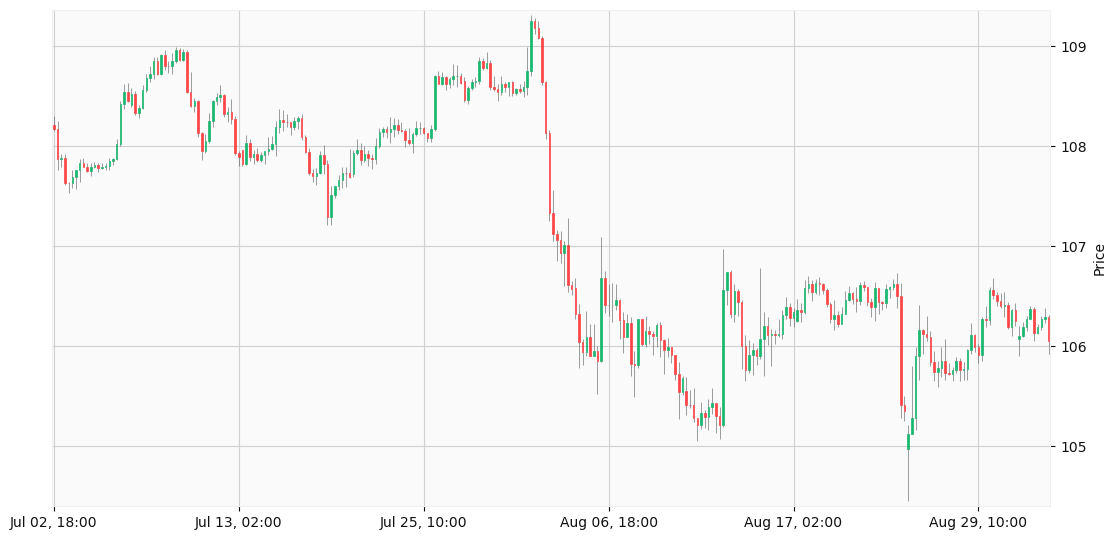 109
108
107
106
105
Price
Jul 02, 18:00
Jul 13, 02:00
Jul 25, 10:00
Aug 06, 18:00
Aug 17, 02:00
Aug 29, 10:00